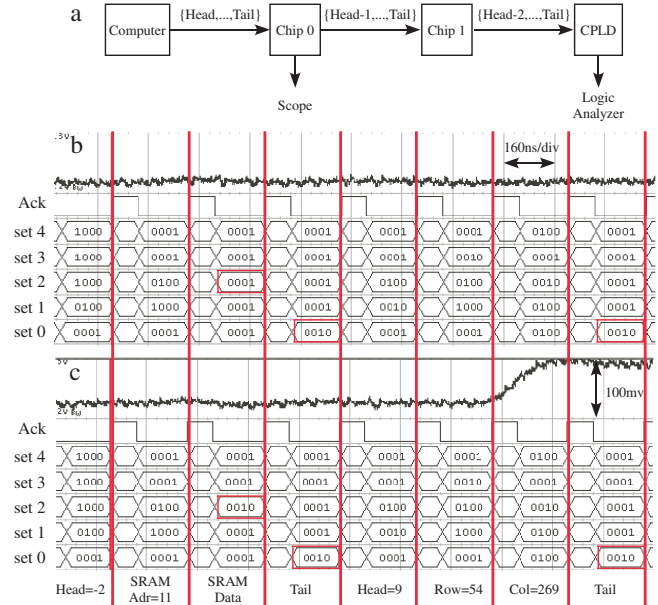 a
{Head,...,Tail} {Head-1,...,Tail} {Head-2,...,Tail}
Computer Chip 0 Chip 1 CPLD
Scope Logic Analyzer
b
160ns/div
Ack
set 4 1000 0001 0001 0001 0001 0001 0100 0001
set 3 1000 0001 0001 0001 0001 0010 0001 0001
set 2 1000 0100 0001 0001 0100 0100 0010 0001
set 1 0100 1000 0001 0001 0010 1000 0100 0001
set 0 0001 0001 0001 0010 0001 0001 0100 0010
c
100mv
Ack
set 4 1000 0001 0001 0001 0001 0001 0100 0001
set 3 1000 0001 0001 0001 0001 0010 0001 0001
set 2 1000 0100 0010 0001 0100 0100 0010 0001
set 1 0100 1000 0001 0001 0010 1000 0100 0001
set 0 0001 0001 0001 0010 0001 0001 0100 0010
Head=-2 SRAM Adr=11 SRAM Data Tail Head=9 Row=54 Col=269 Tail